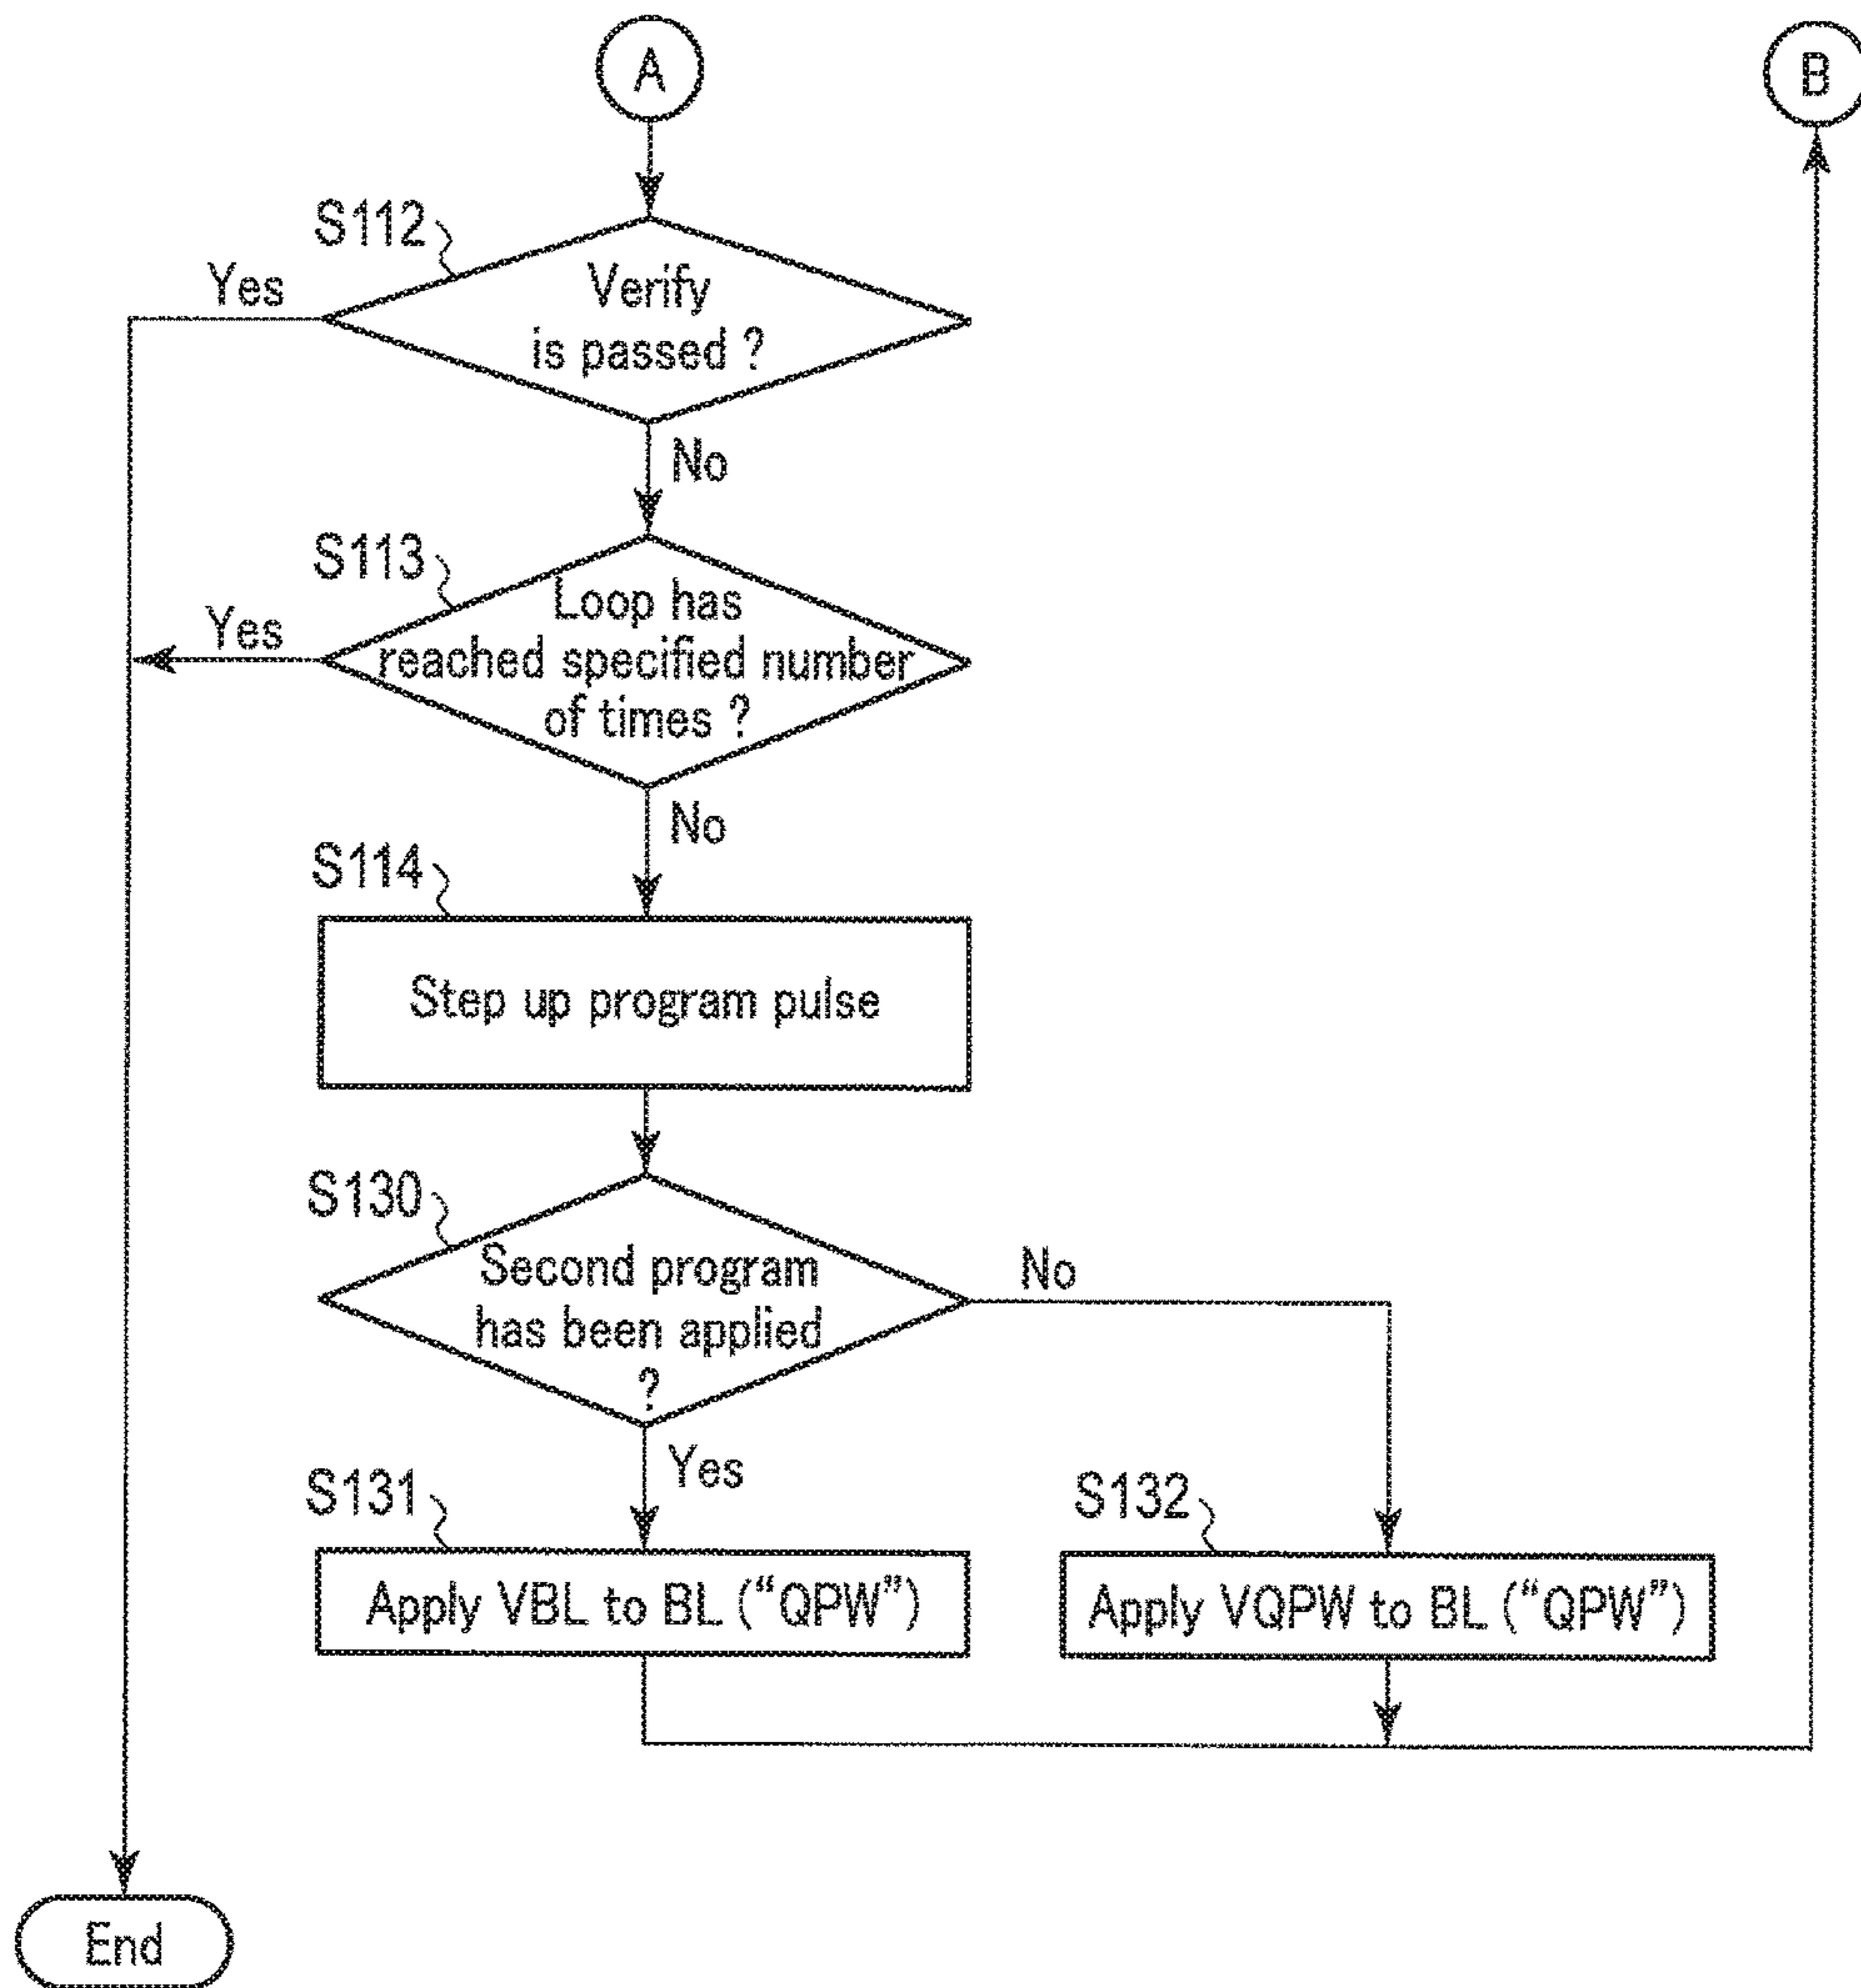 A
B
S112
Yes
Verify
is passed ?
No
S113
Yes
Loop has
reached specified number
of times ?
No
S114
Step up program pulse
S130
Second program
has been applied
?
No
Yes
S131
S132
Apply VBL to BL (“QPW”)
Apply VQPW to BL (“QPW”)
End